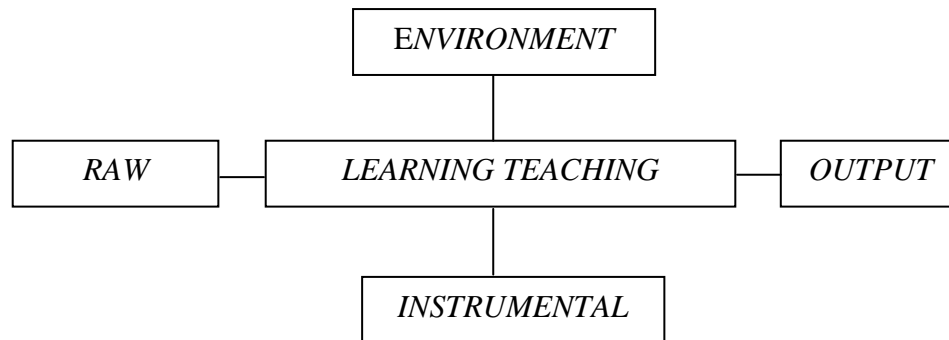 ENVIRONMENT
RAW
LEARNING TEACHING
OUTPUT
INSTRUMENTAL